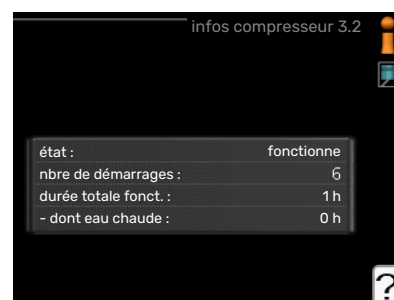 infos compresseur 3.2
état : fonctionne
nbre de démarrages : 6
durée totale fonct. : 1 h
- dont eau chaude : 0 h
?